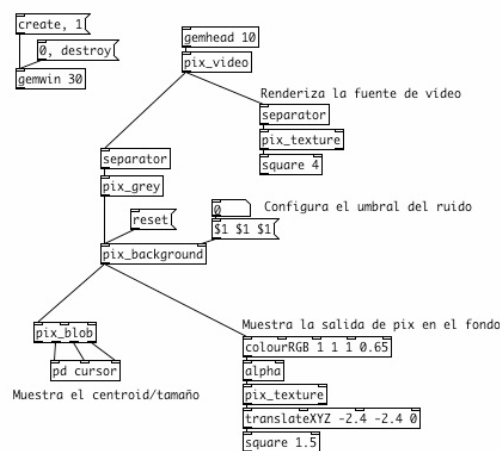 create, 1
0, destroy
gemwin 30
gemhead 10
pix_video
Renderiza la fuente de vídeo
separator
pix_texture
square 4
separator
pix_grey
reset
0
Configura el umbral del ruido
$1 $1 $1
pix_background
pix_blob
pd cursor
Muestra el centroid/tamaño
Muestra la salida de pix en el fondo
colourRGB 1 1 1 0.65
alpha
pix_texture
translateXYZ -2.4 -2.4 0
square 1.5